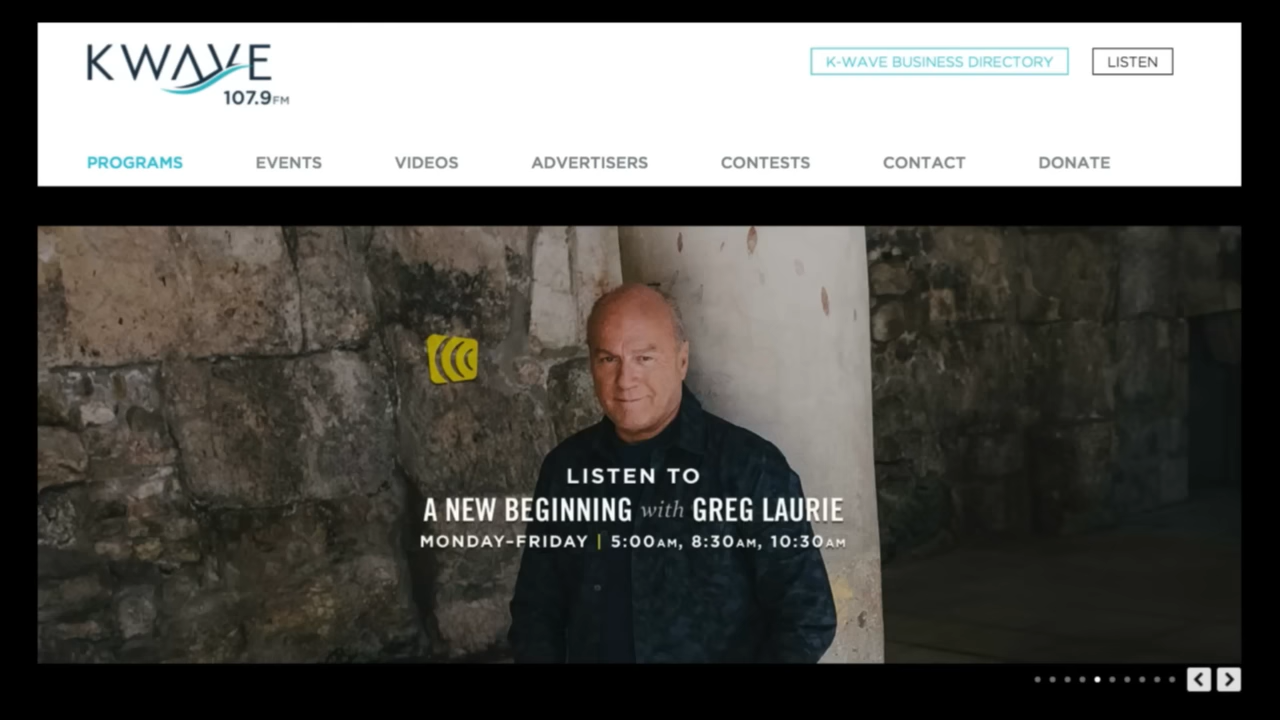 KWAVE
107.9FM
K-WAVE BUSINESS DIRECTORY
LISTEN
PROGRAMS
EVENTS
VIDEOS
ADVERTISERS
CONTESTS
CONTACT
DONATE
LISTEN TO
A NEW BEGINNING with GREG LAURIE
MONDAY–FRIDAY | 5:00AM, 8:30AM, 10:30AM